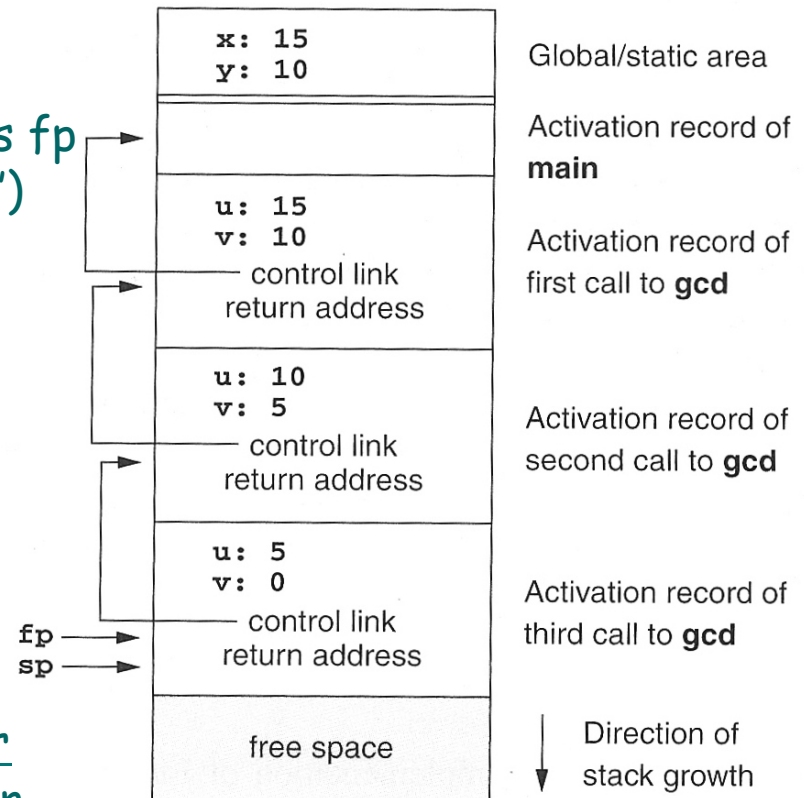 x: 15
y: 10
Global/static area
s fp
")
Activation record of
main
u: 15
v: 10
control link
return address
Activation record of
first call to gcd
u: 10
v: 5
control link
return address
Activation record of
second call to gcd
u: 5
v: 0
control link
return address
Activation record of
third call to gcd
fp
sp
free space
Direction of
stack growth